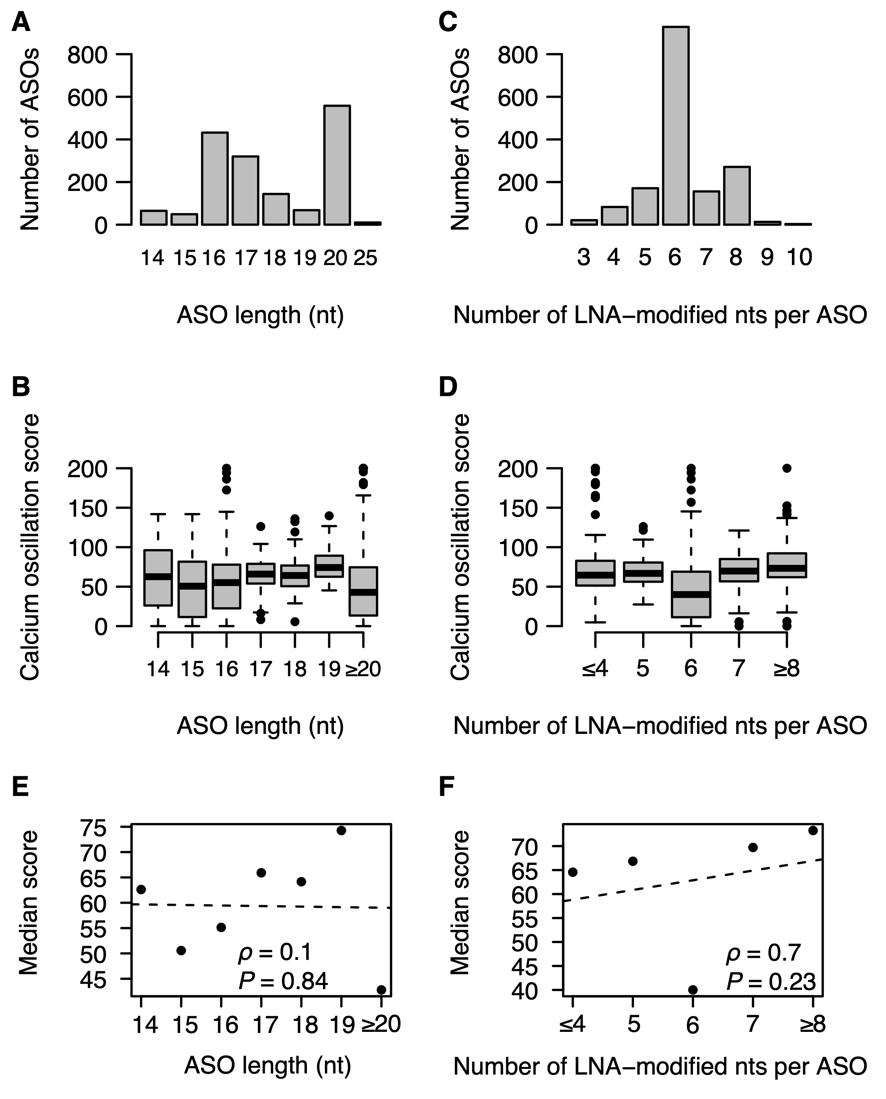 A
Number of ASOs
800
600
400
200
0
14 15 16 17 18 19 20 25
ASO length (nt)
C
Number of ASOs
800
600
400
200
0
3 4 5 6 7 8 9 10
Number of LNA−modified nts per ASO
B
Calcium oscillation score
200
150
100
50
0
14 15 16 17 18 19 ≥20
ASO length (nt)
D
Calcium oscillation score
200
150
100
50
0
≤4 5 6 7 ≥8
Number of LNA−modified nts per ASO
E
Median score
75
70
65
60
55
50
45
ρ = 0.1
P = 0.84
14 15 16 17 18 19 ≥20
ASO length (nt)
F
Median score
70
65
60
55
50
45
40
ρ = 0.7
P = 0.23
≤4 5 6 7 ≥8
Number of LNA−modified nts per ASO